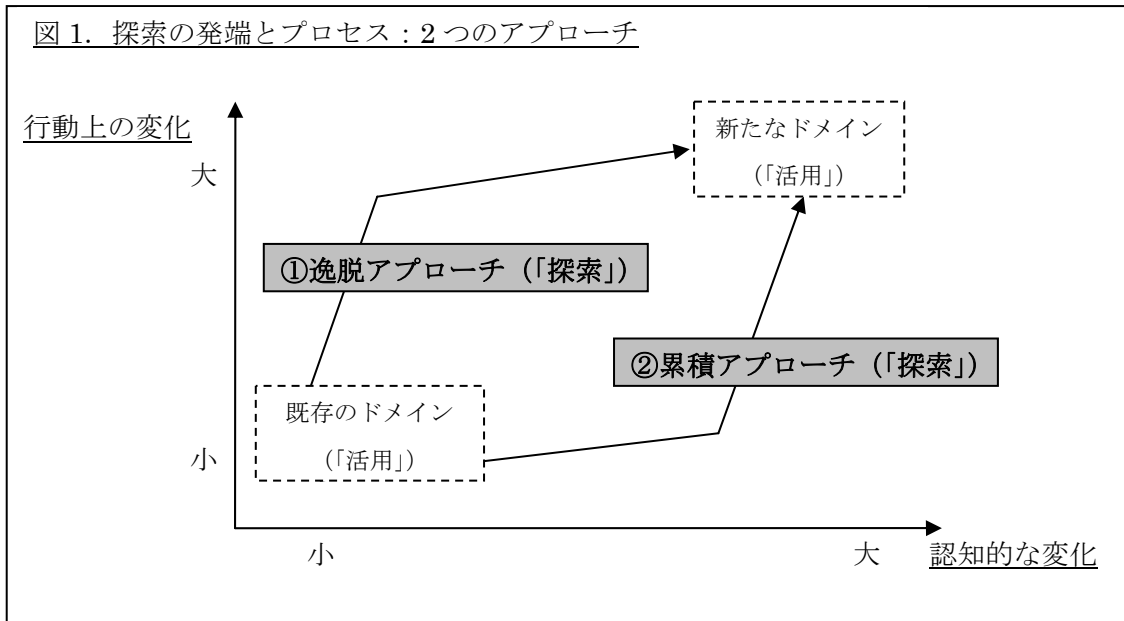 図 1. 探索の発端とプロセス:2 つのアプローチ
行動上の変化
大
新たなドメイン
(「活用」)
①逸脱アプローチ(「探索」)
②累積アプローチ(「探索」)
既存のドメイン
(「活用」)
小
小
大
認知的な変化